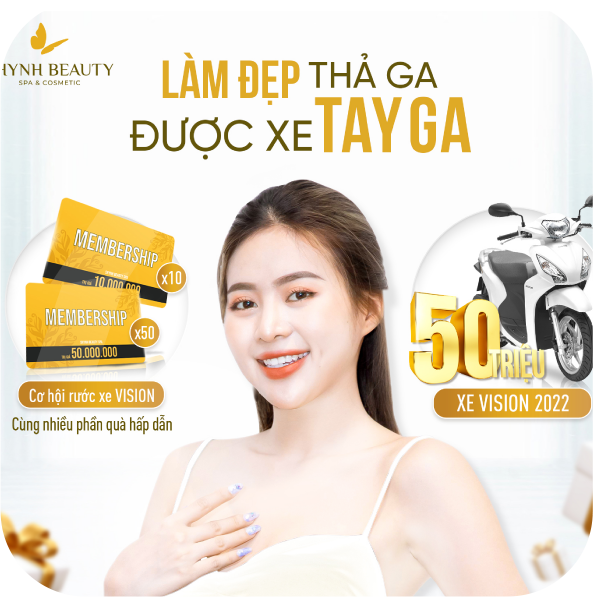 HYNH BEAUTY
SPA & COSMETIC
LÀM ĐẸP THẢ GA
ĐƯỢC XE TAY GA
MEMBERSHIP
10.000.000
x10
MEMBERSHIP
50.000.000
x50
Cơ hội rước xe VISION
Cùng nhiều phần quà hấp dẫn
50
TRIỆU
XE VISION 2022